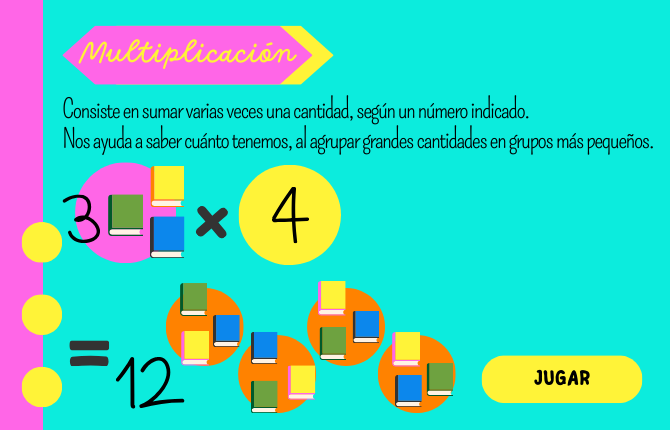 Multiplicación
Consiste en sumar varias veces una cantidad, según un número indicado.
Nos ayuda a saber cuánto tenemos, al agrupar grandes cantidades en grupos más pequeños.
3 × 4
= 12
JUGAR